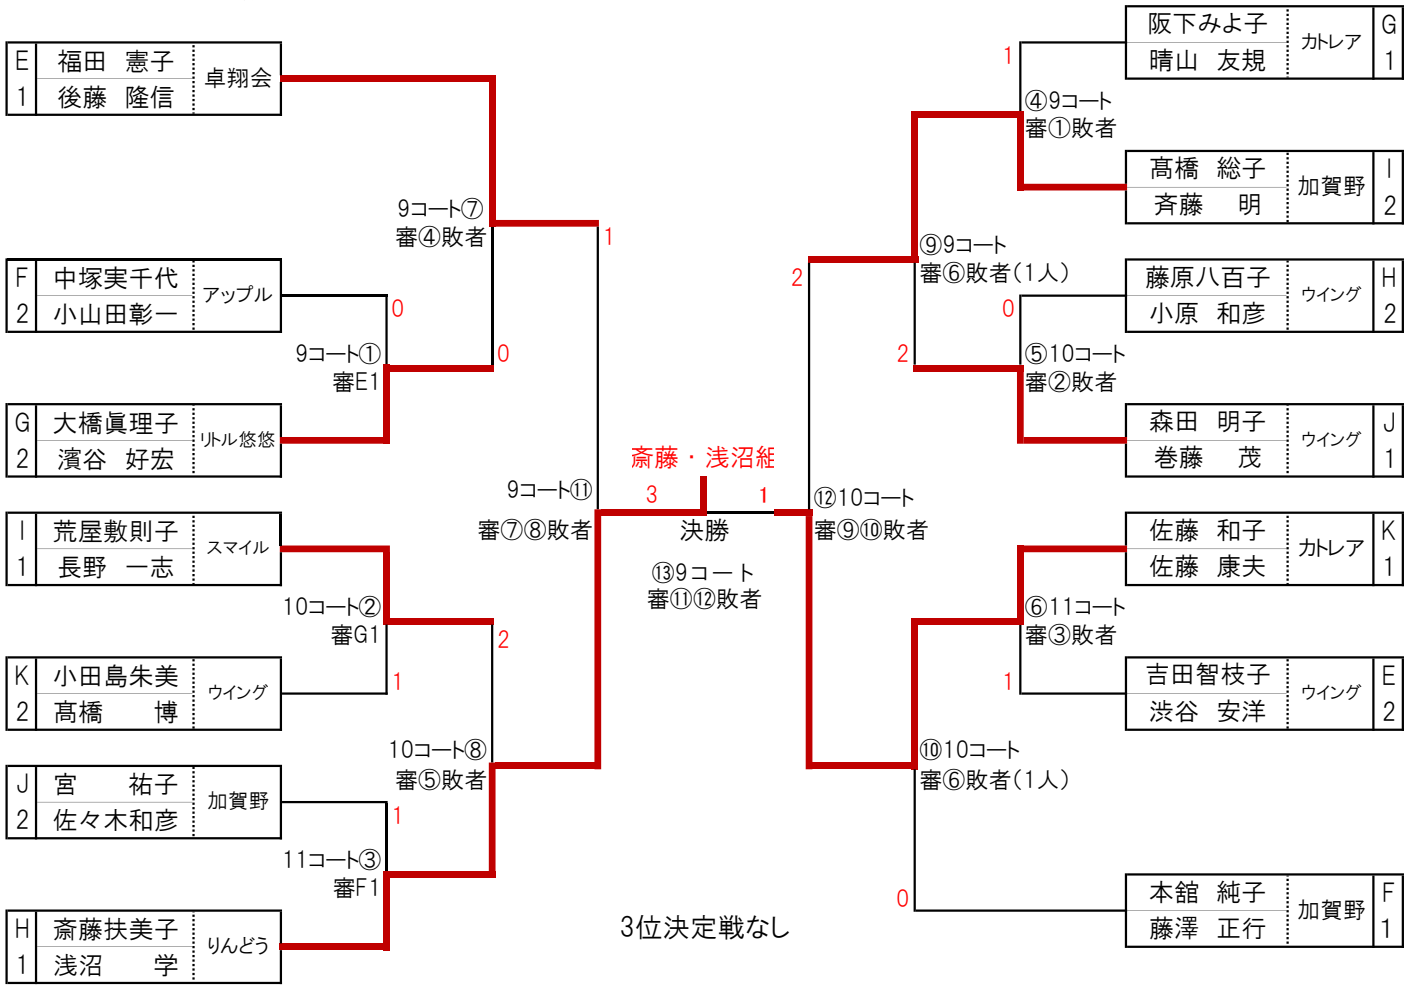 E
1
福田 憲子
後藤 隆信
卓翔会
9コート⑦
審④敗者
1
F
2
中塚実千代
小山田彰一
アップル
0
9コート①
審E1
0
G
2
大橋眞理子
濱谷 好宏
リトル悠悠
9コート⑪
審⑦⑧敗者
I
1
荒屋敷則子
長野 一志
スマイル
10コート②
審G1
2
K
2
小田島朱美
髙橋 博
ウイング
1
10コート⑧
審⑤敗者
J
2
宮 祐子
佐々木和彦
加賀野
1
11コート③
審F1
H
1
斎藤扶美子
浅沼 学
りんどう
斎藤・浅沼組
3
1
決勝
⑬9コート
審⑪⑫敗者
3位決定戦なし
阪下みよ子
晴山 友規
カトレア
G
1
1
④9コート
審①敗者
髙橋 総子
斉藤 明
加賀野
I
2
⑨9コート
審⑥敗者(1人)
2
藤原八百子
小原 和彦
ウイング
H
2
0
2
⑤10コート
審②敗者
森田 明子
巻藤 茂
ウイング
J
1
⑫10コート
審⑨⑩敗者
佐藤 和子
佐藤 康夫
カトレア
K
1
⑥11コート
審③敗者
吉田智枝子
渋谷 安洋
ウイング
E
2
1
⑩10コート
審⑥敗者(1人)
0
本舘 純子
藤澤 正行
加賀野
F
1